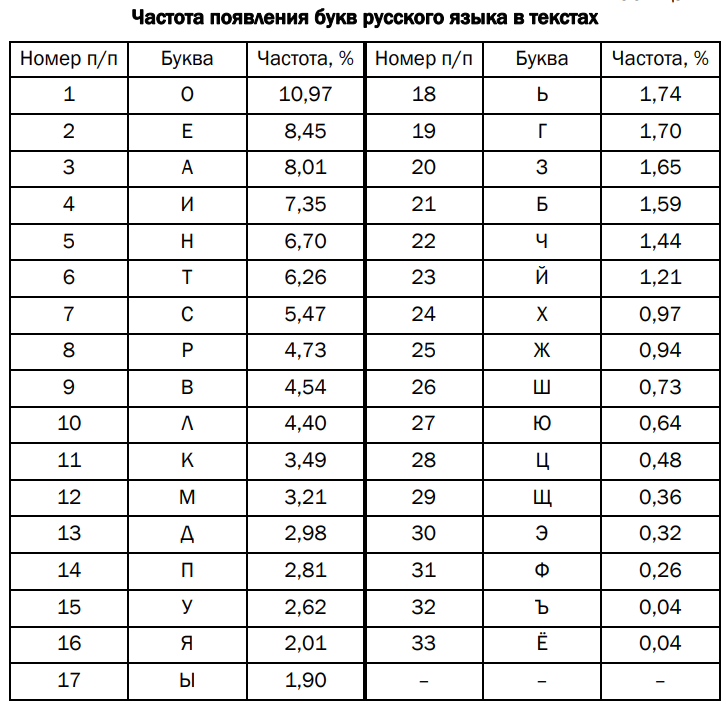 Частота появления букв русского языка в текстах
Номер п/п Буква Частота, % Номер п/п Буква Частота, %
1 О 10,97 18 Ь 1,74
2 Е 8,45 19 Г 1,70
3 А 8,01 20 З 1,65
4 И 7,35 21 Б 1,59
5 Н 6,70 22 Ч 1,44
6 Т 6,26 23 Й 1,21
7 С 5,47 24 Х 0,97
8 Р 4,73 25 Ж 0,94
9 В 4,54 26 Ш 0,73
10 Л 4,40 27 Ю 0,64
11 К 3,49 28 Ц 0,48
12 М 3,21 29 Щ 0,36
13 Д 2,98 30 Э 0,32
14 П 2,81 31 Ф 0,26
15 У 2,62 32 Ъ 0,04
16 Я 2,01 33 Ё 0,04
17 Ы 1,90 – – –